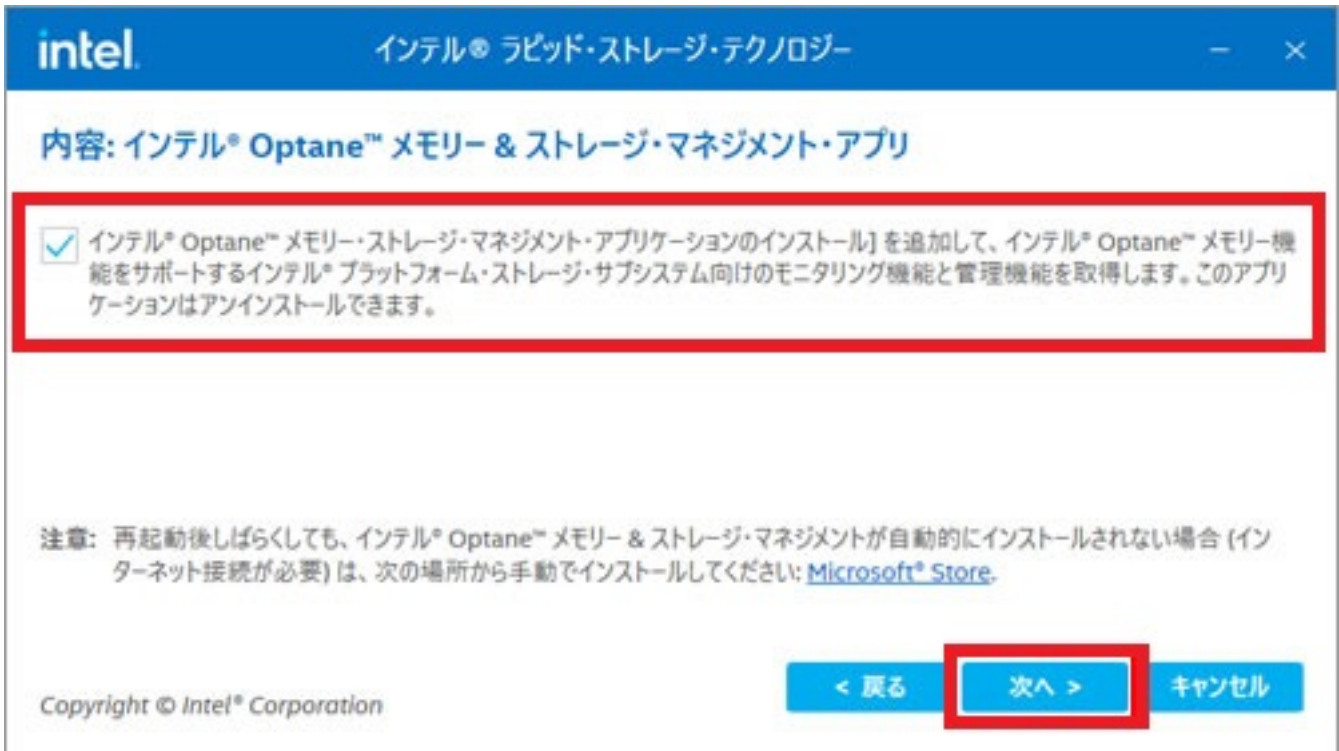 intel.
インテル® ラピッド・ストレージ・テクノロジー
内容: インテル® Optane™ メモリー & ストレージ・マネジメント・アプリ
インテル® Optane™ メモリー・ストレージ・マネジメント・アプリケーションのインストール] を追加して、インテル® Optane™ メモリー機
能をサポートするインテル® プラットフォーム・ストレージ・サブシステム向けのモニタリング機能と管理機能を取得します。このアプリ
ケーションはアンインストールできます。
注意: 再起動後しばらくしても、インテル® Optane™ メモリー & ストレージ・マネジメントが自動的にインストールされない場合 (イン
ターネット接続が必要) は、次の場所から手動でインストールしてください: Microsoft® Store.
< 戻る
次へ >
キャンセル
Copyright © Intel® Corporation